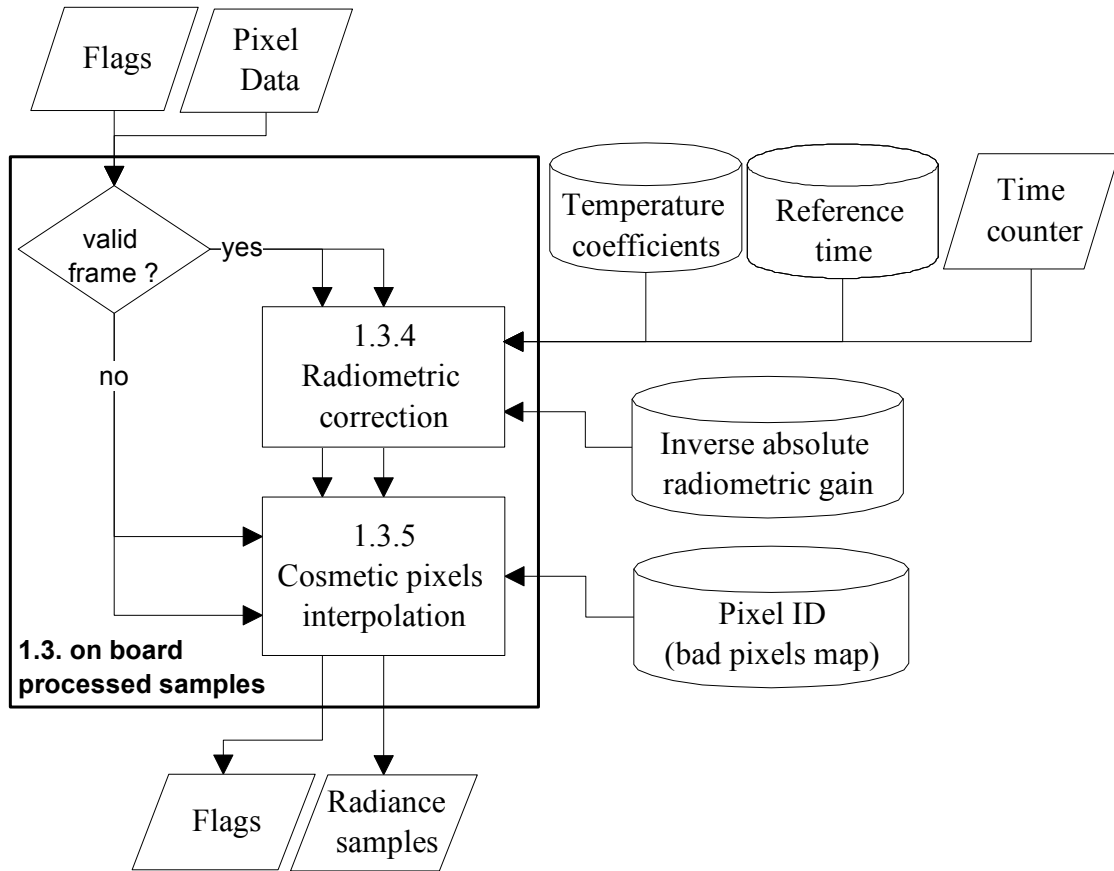 Flags
Pixel
Data
valid
frame ?
yes
no
Temperature
coefficients
Reference
time
Time
counter
1.3.4
Radiometric
correction
Inverse absolute
radiometric gain
1.3.5
Cosmetic pixels
interpolation
Pixel ID
(bad pixels map)
1.3. on board
processed samples
Flags
Radiance
samples